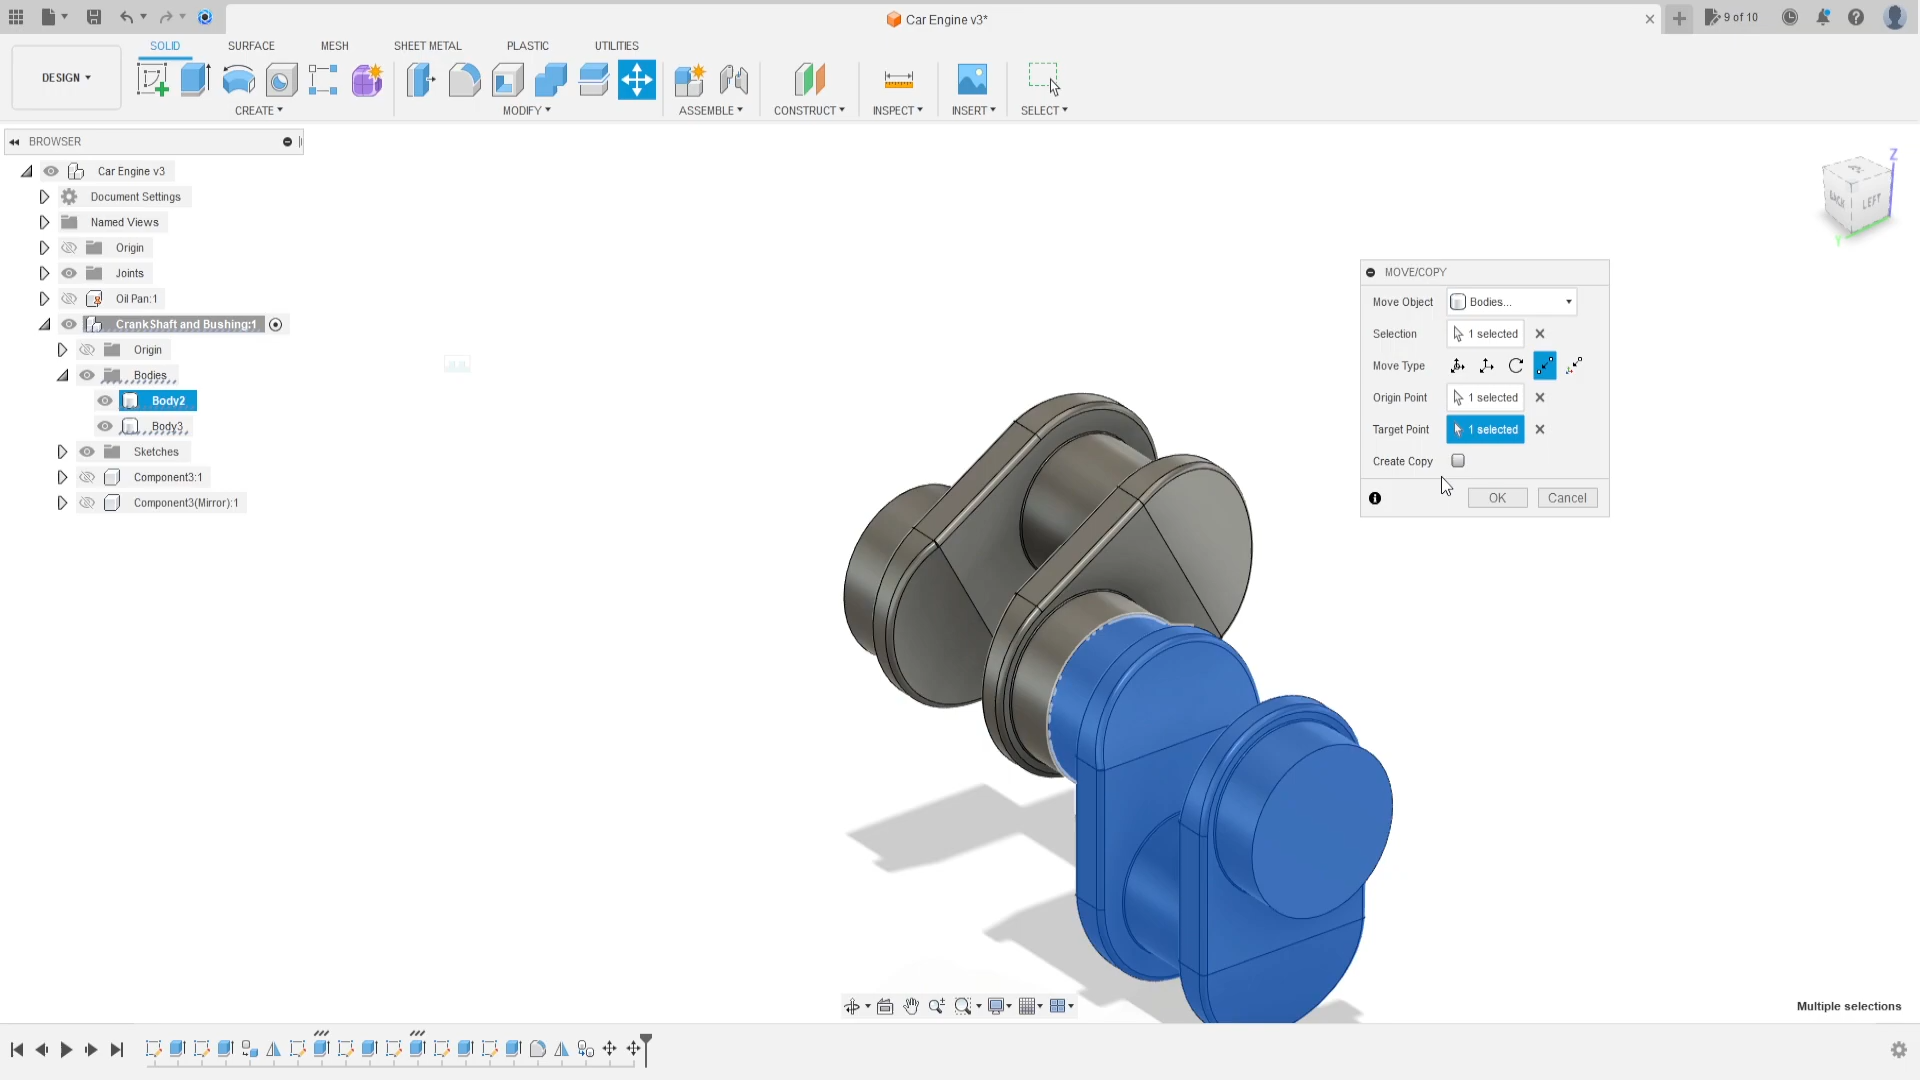 Car Engine v3*
9 of 10
SOLID
SURFACE
MESH
SHEET METAL
PLASTIC
UTILITIES
DESIGN
CREATE
MODIFY
ASSEMBLE
CONSTRUCT
INSPECT
INSERT
SELECT
BROWSER
Car Engine v3
Document Settings
Named Views
Origin
Joints
Oil Pan:1
CrankShaft and Bushing:1
Origin
Bodies
Body2
Body3
Sketches
Component3:1
Component3(Mirror):1
Z
BACK
LEFT
Y
MOVE/COPY
Move Object
Bodies...
Selection
1 selected
Move Type
Origin Point
1 selected
Target Point
1 selected
Create Copy
OK
Cancel
Multiple selections